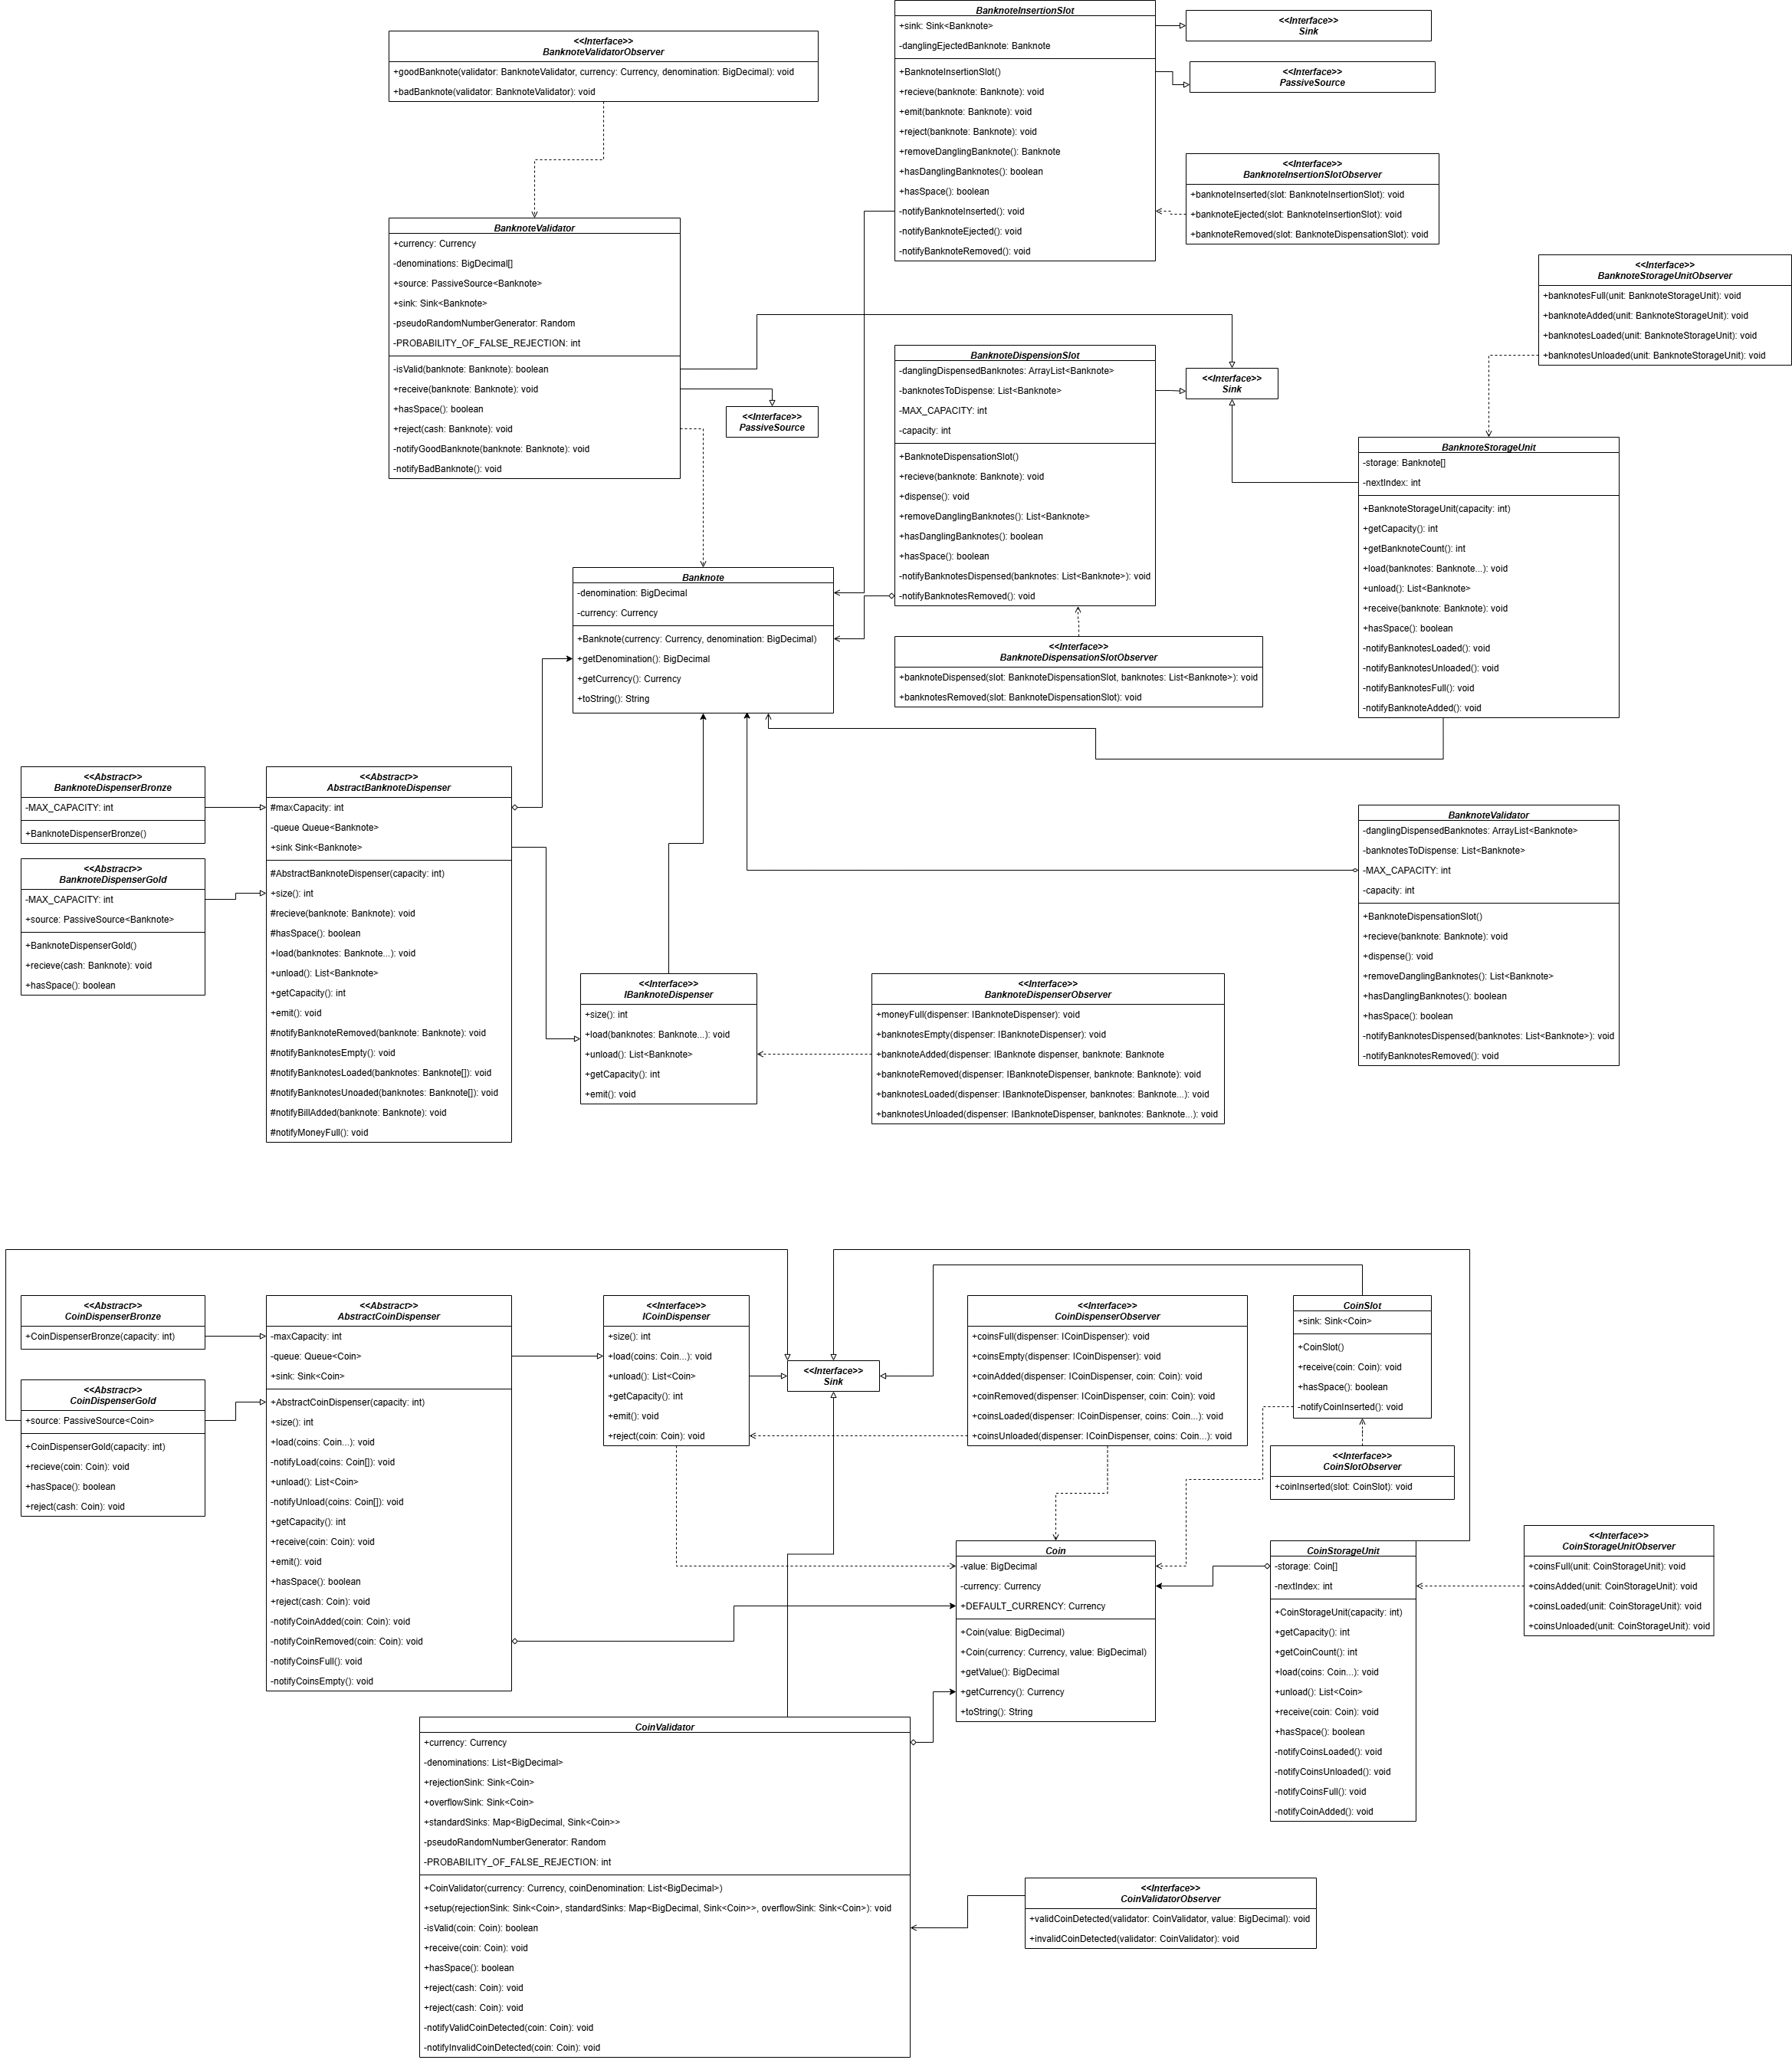 <<Interface>>
BanknoteValidatorObserver
+goodBanknote(validator: BanknoteValidator, currency: Currency, denomination: BigDecimal): void
+badBanknote(validator: BanknoteValidator): void
BanknoteInsertionSlot
+sink: Sink<Banknote>
-danglingEjectedBanknote: Banknote
+BanknoteInsertionSlot()
+recieve(banknote: Banknote): void
+emit(banknote: Banknote): void
+reject(banknote: Banknote): void
+removeDanglingBanknote(): Banknote
+hasDanglingBanknotes(): boolean
+hasSpace(): boolean
-notifyBanknoteInserted(): void
-notifyBanknoteEjected(): void
-notifyBanknoteRemoved(): void
<<Interface>>
Sink
<<Interface>>
PassiveSource
<<Interface>>
BanknoteInsertionSlotObserver
+banknoteInserted(slot: BanknoteInsertionSlot): void
+banknoteEjected(slot: BanknoteInsertionSlot): void
+banknoteRemoved(slot: BanknoteDispensationSlot): void
BanknoteValidator
+currency: Currency
-denominations: BigDecimal[]
+source: PassiveSource<Banknote>
+sink: Sink<Banknote>
-pseudoRandomNumberGenerator: Random
-PROBABILITY_OF_FALSE_REJECTION: int
-isValid(banknote: Banknote): boolean
+receive(banknote: Banknote): void
+hasSpace(): boolean
+reject(cash: Banknote): void
-notifyGoodBanknote(banknote: Banknote): void
-notifyBadBanknote(): void
<<Interface>>
PassiveSource
<<Interface>>
BanknoteStorageUnitObserver
+banknotesFull(unit: BanknoteStorageUnit): void
+banknoteAdded(unit: BanknoteStorageUnit): void
+banknotesLoaded(unit: BanknoteStorageUnit): void
+banknotesUnloaded(unit: BanknoteStorageUnit): void
BanknoteDispensionSlot
-danglingDispensedBanknotes: ArrayList<Banknote>
-banknotesToDispense: List<Banknote>
-MAX_CAPACITY: int
-capacity: int
+BanknoteDispensationSlot()
+recieve(banknote: Banknote): void
+dispense(): void
+removeDanglingBanknotes(): List<Banknote>
+hasDanglingBanknotes(): boolean
+hasSpace(): boolean
-notifyBanknotesDispensed(banknotes: List<Banknote>): void
-notifyBanknotesRemoved(): void
<<Interface>>
Sink
BanknoteStorageUnit
-storage: Banknote[]
-nextIndex: int
+BanknoteStorageUnit(capacity: int)
+getCapacity(): int
+getBanknoteCount(): int
+load(banknotes: Banknote...): void
+unload(): List<Banknote>
+receive(banknote: Banknote): void
+hasSpace(): boolean
-notifyBanknotesLoaded(): void
-notifyBanknotesUnloaded(): void
-notifyBanknotesFull(): void
-notifyBanknoteAdded(): void
Banknote
-denomination: BigDecimal
-currency: Currency
+Banknote(currency: Currency, denomination: BigDecimal)
+getDenomination(): BigDecimal
+getCurrency(): Currency
+toString(): String
<<Interface>>
BanknoteDispensationSlotObserver
+banknoteDispensed(slot: BanknoteDispensationSlot, banknotes: List<Banknote>): void
+banknotesRemoved(slot: BanknoteDispensationSlot): void
<<Abstract>>
BanknoteDispenserBronze
-MAX_CAPACITY: int
+BanknoteDispenserBronze()
<<Abstract>>
BanknoteDispenserGold
-MAX_CAPACITY: int
+source: PassiveSource<Banknote>
+BanknoteDispenserGold()
+recieve(cash: Banknote): void
+hasSpace(): boolean
<<Abstract>>
AbstractBanknoteDispenser
#maxCapacity: int
-queue Queue<Banknote>
+sink Sink<Banknote>
#AbstractBanknoteDispenser(capacity: int)
+size(): int
#recieve(banknote: Banknote): void
#hasSpace(): boolean
+load(banknotes: Banknote...): void
+unload(): List<Banknote>
+getCapacity(): int
+emit(): void
#notifyBanknoteRemoved(banknote: Banknote): void
#notifyBanknotesEmpty(): void
#notifyBanknotesLoaded(banknotes: Banknote[]): void
#notifyBanknotesUnoaded(banknotes: Banknote[]): void
#notifyBillAdded(banknote: Banknote): void
#notifyMoneyFull(): void
<<Interface>>
IBanknoteDispenser
+size(): int
+load(banknotes: Banknote...): void
+unload(): List<Banknote>
+getCapacity(): int
+emit(): void
<<Interface>>
BanknoteDispenserObserver
+moneyFull(dispenser: IBanknoteDispenser): void
+banknotesEmpty(dispenser: IBanknoteDispenser): void
+banknoteAdded(dispenser: IBanknote dispenser, banknote: Banknote
+banknoteRemoved(dispenser: IBanknoteDispenser, banknote: Banknote): void
+banknotesLoaded(dispenser: IBanknoteDispenser, banknotes: Banknote...): void
+banknotesUnloaded(dispenser: IBanknoteDispenser, banknotes: Banknote...): void
BanknoteValidator
-danglingDispensedBanknotes: ArrayList<Banknote>
-banknotesToDispense: List<Banknote>
-MAX_CAPACITY: int
-capacity: int
+BanknoteDispensationSlot()
+recieve(banknote: Banknote): void
+dispense(): void
+removeDanglingBanknotes(): List<Banknote>
+hasDanglingBanknotes(): boolean
+hasSpace(): boolean
-notifyBanknotesDispensed(banknotes: List<Banknote>): void
-notifyBanknotesRemoved(): void
<<Abstract>>
CoinDispenserBronze
+CoinDispenserBronze(capacity: int)
<<Abstract>>
CoinDispenserGold
+source: PassiveSource<Coin>
+CoinDispenserGold(capacity: int)
+recieve(coin: Coin): void
+hasSpace(): boolean
+reject(cash: Coin): void
<<Abstract>>
AbstractCoinDispenser
-maxCapacity: int
-queue: Queue<Coin>
+sink: Sink<Coin>
+AbstractCoinDispenser(capacity: int)
+size(): int
+load(coins: Coin...): void
-notifyLoad(coins: Coin[]): void
+unload(): List<Coin>
-notifyUnload(coins: Coin[]): void
+getCapacity(): int
+receive(coin: Coin): void
+emit(): void
+hasSpace(): boolean
+reject(cash: Coin): void
-notifyCoinAdded(coin: Coin): void
-notifyCoinRemoved(coin: Coin): void
-notifyCoinsFull(): void
-notifyCoinsEmpty(): void
<<Interface>>
ICoinDispenser
+size(): int
+load(coins: Coin...): void
+unload(): List<Coin>
+getCapacity(): int
+emit(): void
+reject(coin: Coin): void
<<Interface>>
Sink
<<Interface>>
CoinDispenserObserver
+coinsFull(dispenser: ICoinDispenser): void
+coinsEmpty(dispenser: ICoinDispenser): void
+coinAdded(dispenser: ICoinDispenser, coin: Coin): void
+coinRemoved(dispenser: ICoinDispenser, coin: Coin): void
+coinsLoaded(dispenser: ICoinDispenser, coins: Coin...): void
+coinsUnloaded(dispenser: ICoinDispenser, coins: Coin...): void
CoinSlot
+sink: Sink<Coin>
+CoinSlot()
+receive(coin: Coin): void
+hasSpace(): boolean
-notifyCoinInserted(): void
<<Interface>>
CoinSlotObserver
+coinInserted(slot: CoinSlot): void
Coin
-value: BigDecimal
-currency: Currency
+DEFAULT_CURRENCY: Currency
+Coin(value: BigDecimal)
+Coin(currency: Currency, value: BigDecimal)
+getValue(): BigDecimal
+getCurrency(): Currency
+toString(): String
CoinStorageUnit
-storage: Coin[]
-nextIndex: int
+CoinStorageUnit(capacity: int)
+getCapacity(): int
+getCoinCount(): int
+load(coins: Coin...): void
+unload(): List<Coin>
+receive(coin: Coin): void
+hasSpace(): boolean
-notifyCoinsLoaded(): void
-notifyCoinsUnloaded(): void
-notifyCoinsFull(): void
-notifyCoinAdded(): void
<<Interface>>
CoinStorageUnitObserver
+coinsFull(unit: CoinStorageUnit): void
+coinsAdded(unit: CoinStorageUnit): void
+coinsLoaded(unit: CoinStorageUnit): void
+coinsUnloaded(unit: CoinStorageUnit): void
CoinValidator
+currency: Currency
-denominations: List<BigDecimal>
+rejectionSink: Sink<Coin>
+overflowSink: Sink<Coin>
+standardSinks: Map<BigDecimal, Sink<Coin>>
-pseudoRandomNumberGenerator: Random
-PROBABILITY_OF_FALSE_REJECTION: int
+CoinValidator(currency: Currency, coinDenomination: List<BigDecimal>)
+setup(rejectionSink: Sink<Coin>, standardSinks: Map<BigDecimal, Sink<Coin>>, overflowSink: Sink<Coin>): void
-isValid(coin: Coin): boolean
+receive(coin: Coin): void
+hasSpace(): boolean
+reject(cash: Coin): void
+reject(cash: Coin): void
-notifyValidCoinDetected(coin: Coin): void
-notifyInvalidCoinDetected(coin: Coin): void
<<Interface>>
CoinValidatorObserver
+validCoinDetected(validator: CoinValidator, value: BigDecimal): void
+invalidCoinDetected(validator: CoinValidator): void